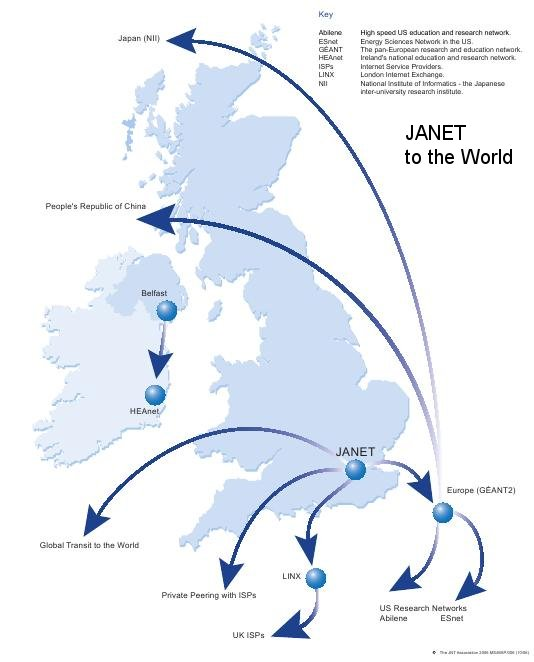 Key
Abilene High speed US education and research network.
ESnet Energy Sciences Network in the US.
GÉANT The pan-European research and education network.
HEAnet Ireland's national education and research network.
ISPs Internet Service Providers.
LINX London Internet Exchange.
NII National Institute of Informatics - the Japanese
inter-university research institute.
JANET
to the World
Japan (NII)
People's Republic of China
Belfast
HEAnet
JANET
Europe (GÉANT2)
Global Transit to the World
LINX
Private Peering with ISPs
US Research Networks
Abilene ESnet
UK ISPs
© The JNT Association 2006